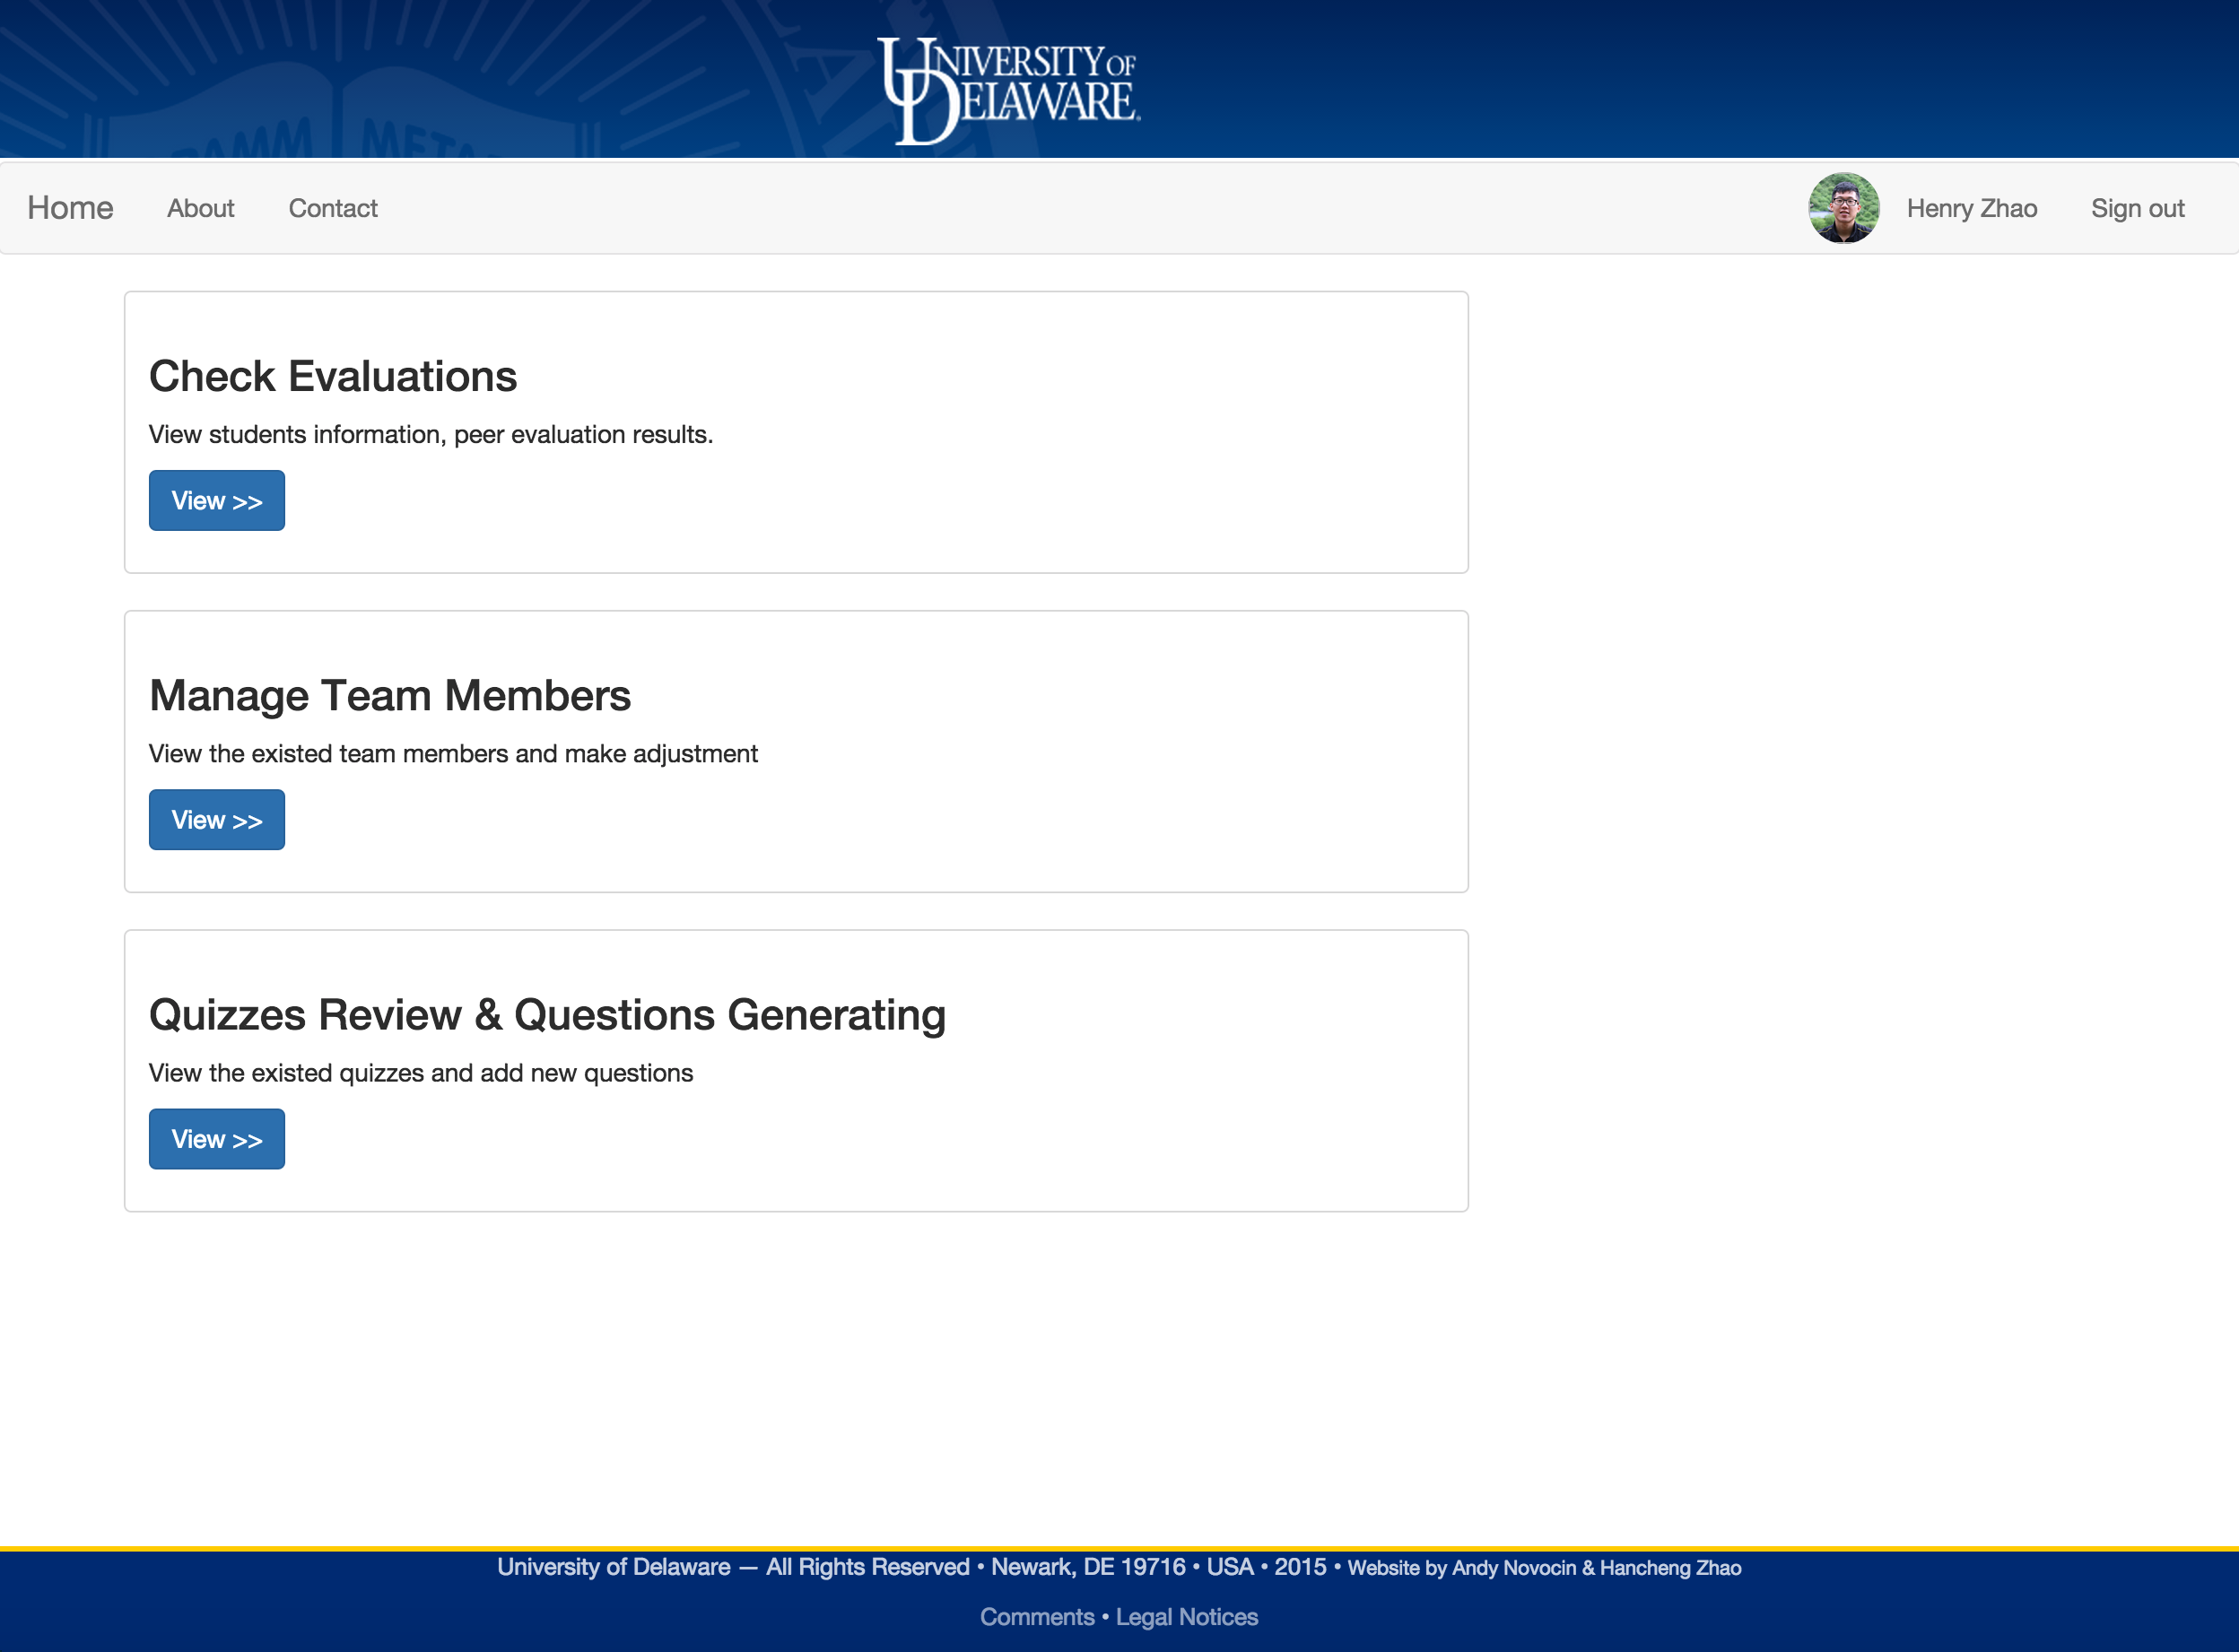 UNIVERSITY OF
DELAWARE
Home About Contact Henry Zhao Sign out
Check Evaluations
View students information, peer evaluation results.
View >>
Manage Team Members
View the existed team members and make adjustment
View >>
Quizzes Review & Questions Generating
View the existed quizzes and add new questions
View >>
University of Delaware — All Rights Reserved • Newark, DE 19716 • USA • 2015 • Website by Andy Novocin & Hancheng Zhao
Comments • Legal Notices